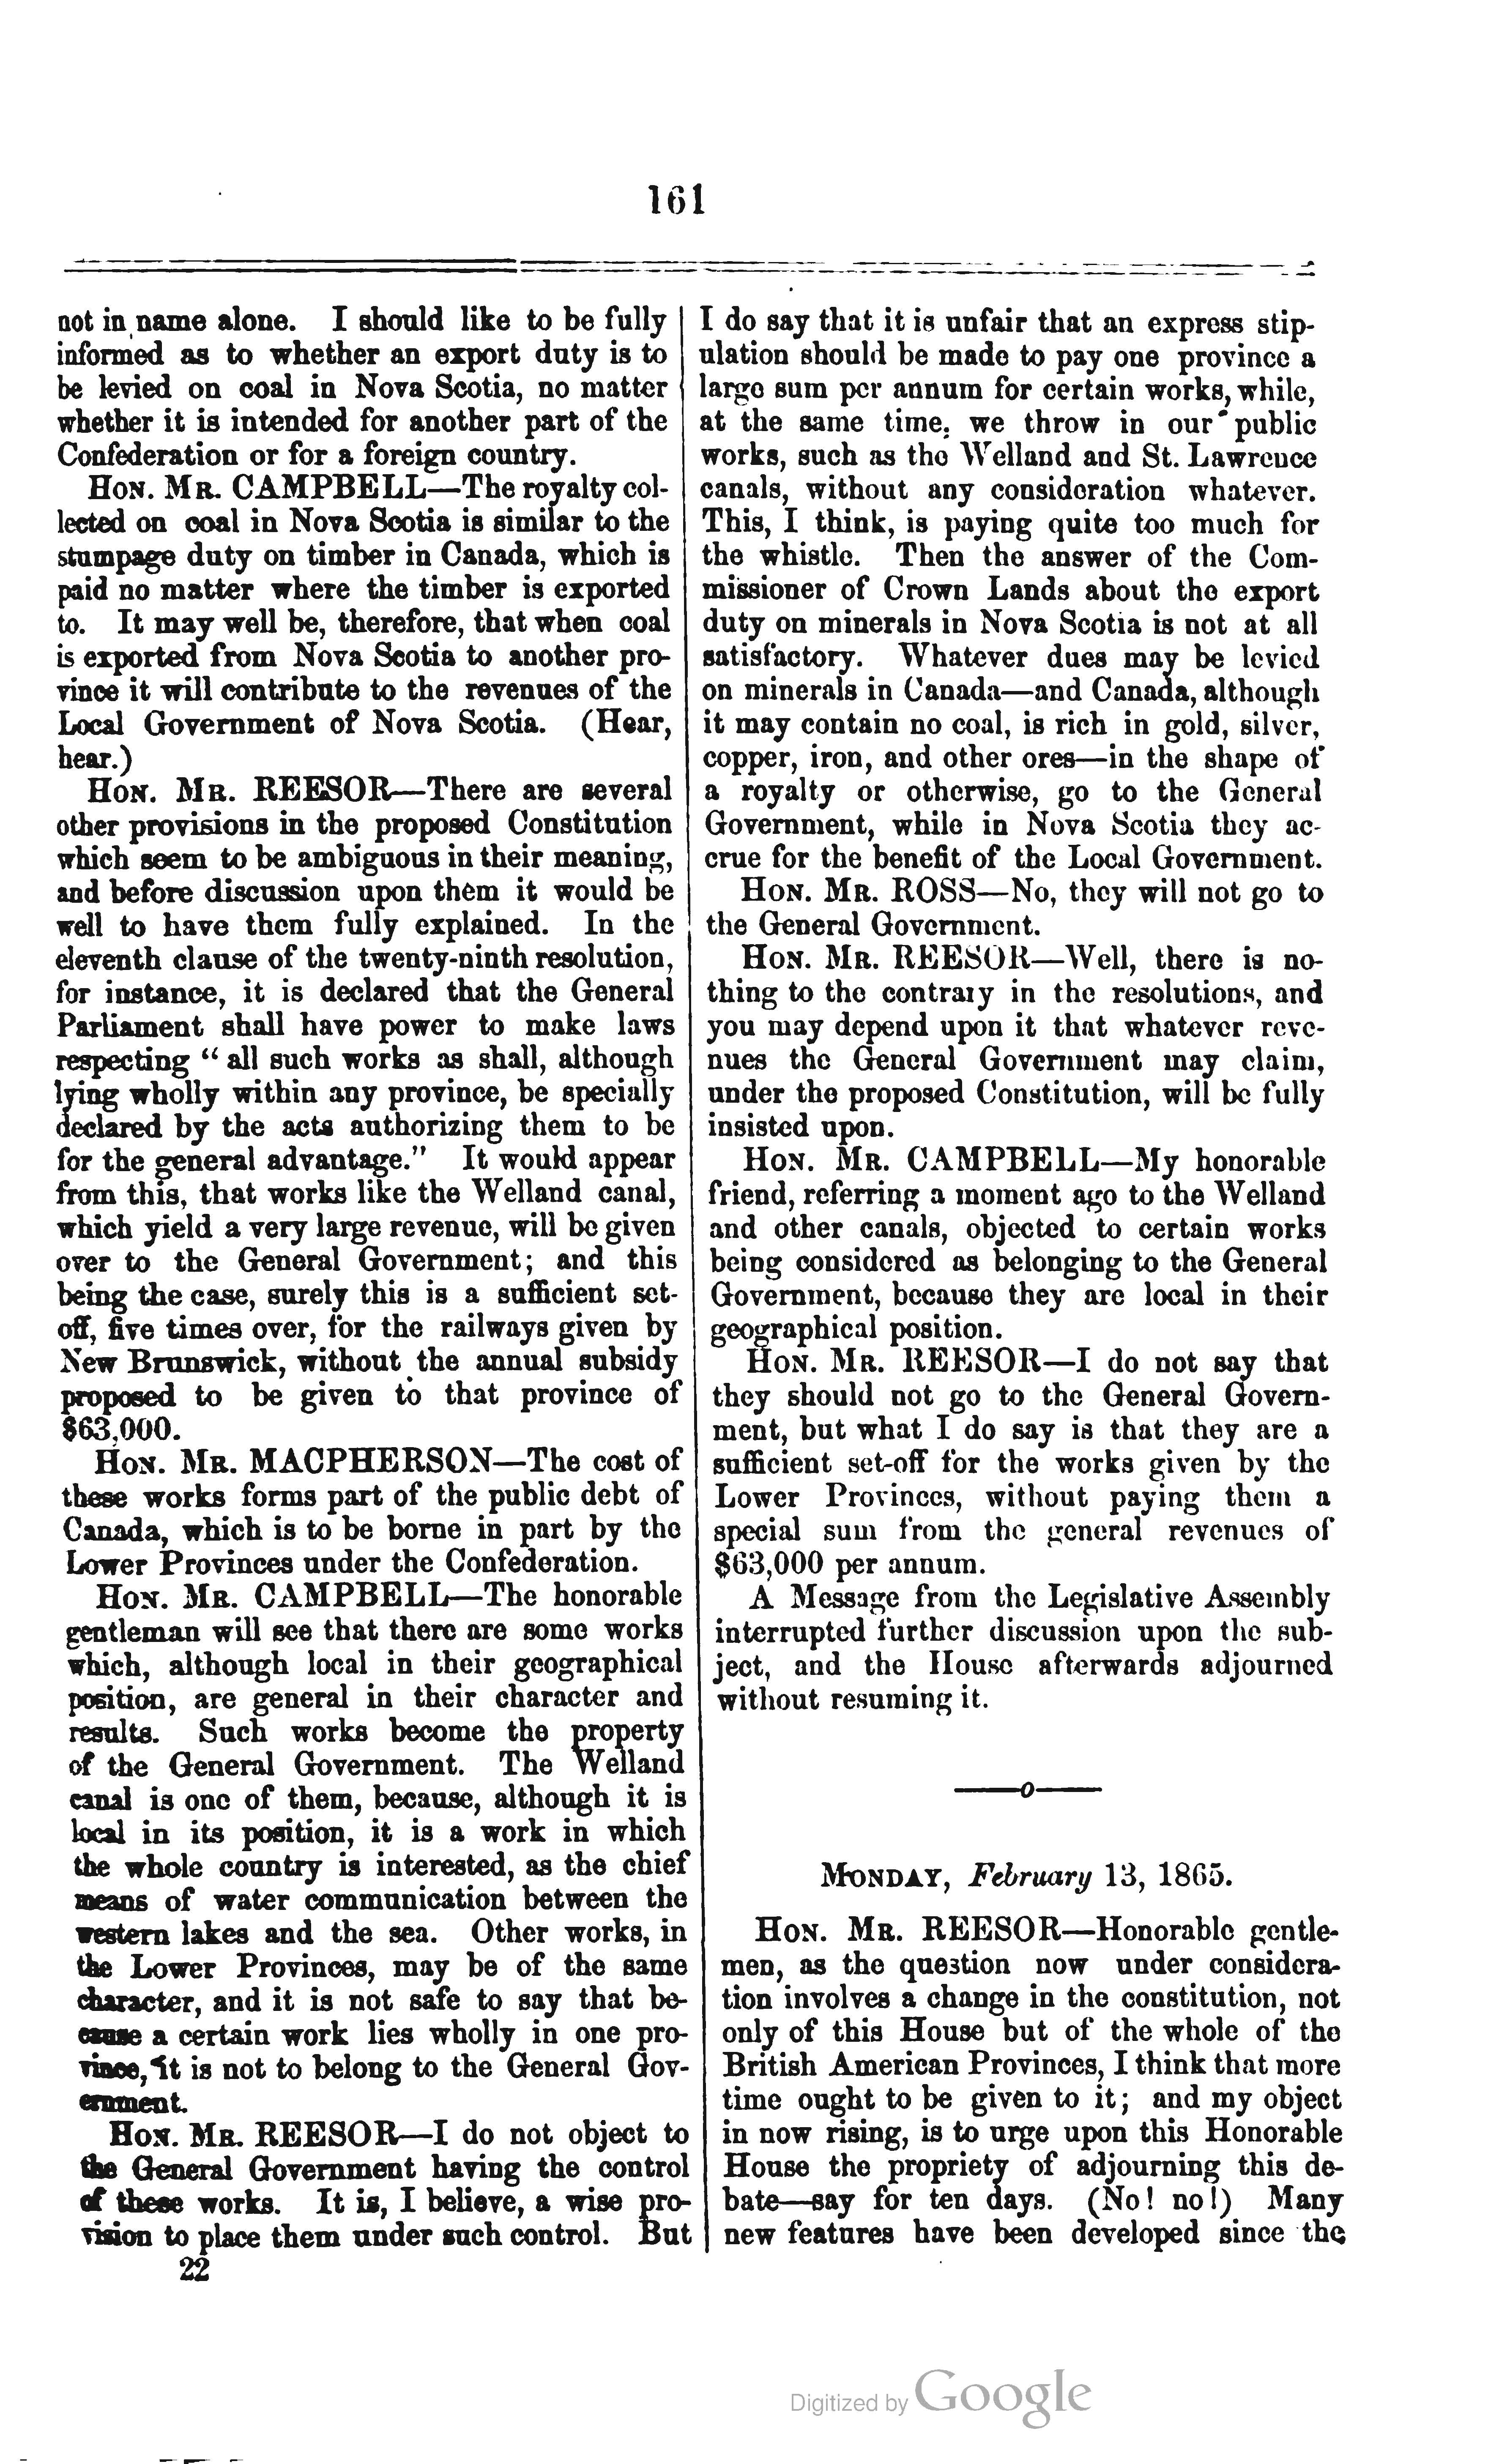 161
not in name alone. I should like to be fully
informed as to whether an export duty is to
be levied on coal in Nova Scotia, no matter
whether it is intended for another part of the
Confederation or for a foreign country.
HON. MR. CAMPBELL—The royalty col-
lected on coal in Nova Scotia is similar to the
stumpage duty on timber in Canada, which is
paid no matter where the timber is exported
to. It may well be, therefore, that when coal
is exported from Nova Scotia to another pro-
vince it will contribute to the revenues of the
Local Government of Nova Scotia. (Hear,
hear.)
HON. MR. REESOR—There are several
other provisions in the proposed Constitution
which seem to be ambiguous in their meaning,
and before discussion upon them it would be
well to have them fully explained. In the
eleventh clause of the twenty-ninth resolution,
for instance, it is declared that the General
Parliament shall have power to make laws
respecting "all such works as shall, although
lying wholly within any province, be specially
declared by the acts authorizing them to be
for the general advantage." It would appear
from this, that works like the Welland canal,
which yield a very large revenue, will be given
over to the General Government; and this
being the case, surely this is a sufficient set-
off, five times over, for the railways given by
New Brunswick, without the annual subsidy
proposed to be given to that province of
$63,000.
HON. MR. MACPHERSON—The cost of
these works forms part of the public debt of
Canada, which is to be borne in part by the
Lower Provinces under the Confederation.
HON. MR. CAMPBELL—The honorable
gentleman will see that there are some works
which, although local in their geographical
position, are general in their character and
results. Such works become the property
of the General Government. The Welland
canal is one of them, because, although it is
local in its position, it is a work in which
the whole country is interested, as the chief
means of water communication between the
western lakes and the sea. Other works, in
the Lower Provinces, may be of the same
character, and it is not safe to say that be-
cause a certain work lies wholly in one pro-
vince, it is not to belong to the General Gov-
ernment.
HON. MR. REESOR—I do not object to
the General Government having the control
of these works. It is, I believe, a wise pro-
vision to place them under such control. But
22
I do say that it is unfair that an express stip-
ulation should be made to pay one province a
large sum per annum for certain works, while,
at the same time, we throw in our public
works, such as the Welland and St. Lawrence
canals, without any consideration whatever.
This, I think, is paying quite too much for
the whistle. Then the answer of the Com-
missioner of Crown Lands about the export
duty on minerals in Nova Scotia is not at all
satisfactory. Whatever dues may be levied
on minerals in Canada—and Canada, although
it may contain no coal, is rich in gold, silver,
copper, iron, and other ores—in the shape of
a royalty or otherwise, go to the General
Government, while in Nova Scotia they ac-
crue for the benefit of the Local Government.
HON. MR. ROSS—No, they will not go to
the General Government.
HON. MR. REESOR—Well, there is no-
thing to the contrary in the resolutions, and
you may depend upon it that whatever reve-
nues the General Government may claim,
under the proposed Constitution, will be fully
insisted upon.
HON. MR. CAMPBELL—My honorable
friend, referring a moment ago to the Welland
and other canals, objected to certain works
being considered as belonging to the General
Government, because they are local in their
geographical position.
HON. MR. REESOR—I do not say that
they should not go to the General Govern-
ment, but what I do say is that they are a
sufficient set-off for the works given by the
Lower Provinces, without paying them a
special sum from the general revenues of
$63,000 per annum.
A Message from the Legislative Assembly
interrupted further discussion upon the sub-
ject, and the House afterwards adjourned
without resuming it.
———o———
MONDAY, February 13, 1865.
HON. MR. REESOR—Honorable gentle-
men, as the question now under considera-
tion involves a change in the constitution, not
only of this House but of the whole of the
British American Provinces, I think that more
time ought to be given to it; and my object
in now rising, is to urge upon this Honorable
House the propriety of adjourning this de-
bate—say for ten days. (No! no!) Many
new features have been developed since the
Digitized by Google